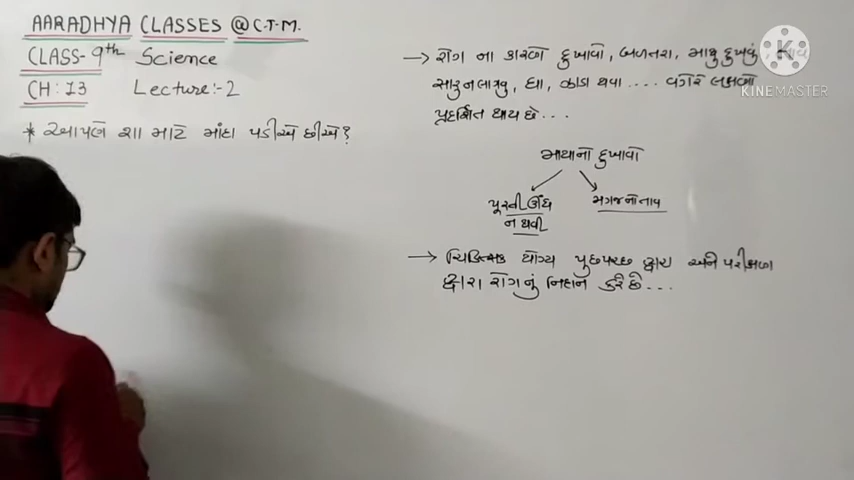 AARADHYA CLASSES @ C.T.M.
CLASS-9th Science
CH:13 Lecture:-2
* આપણે શા માટે માંદા પડીએ છીએ?
→ રોગ ના કારણે દુખાવો, બળતરા, માથુ દુખવું,
સારુ ન લાગવુ, ઘા, ઝાડા થવા .... વગેરે લક્ષણો
પ્રદર્શિત થાય છે...
માથાનો દુખાવો
પૂરતી ઊંઘ
ન થવી
મગજનો તાવ
→ ચિકિત્સક યોગ્ય પુછપરછ દ્વારા અને પરીક્ષણ
દ્વારા રોગનું નિદાન કરે છે...
KINEMASTER